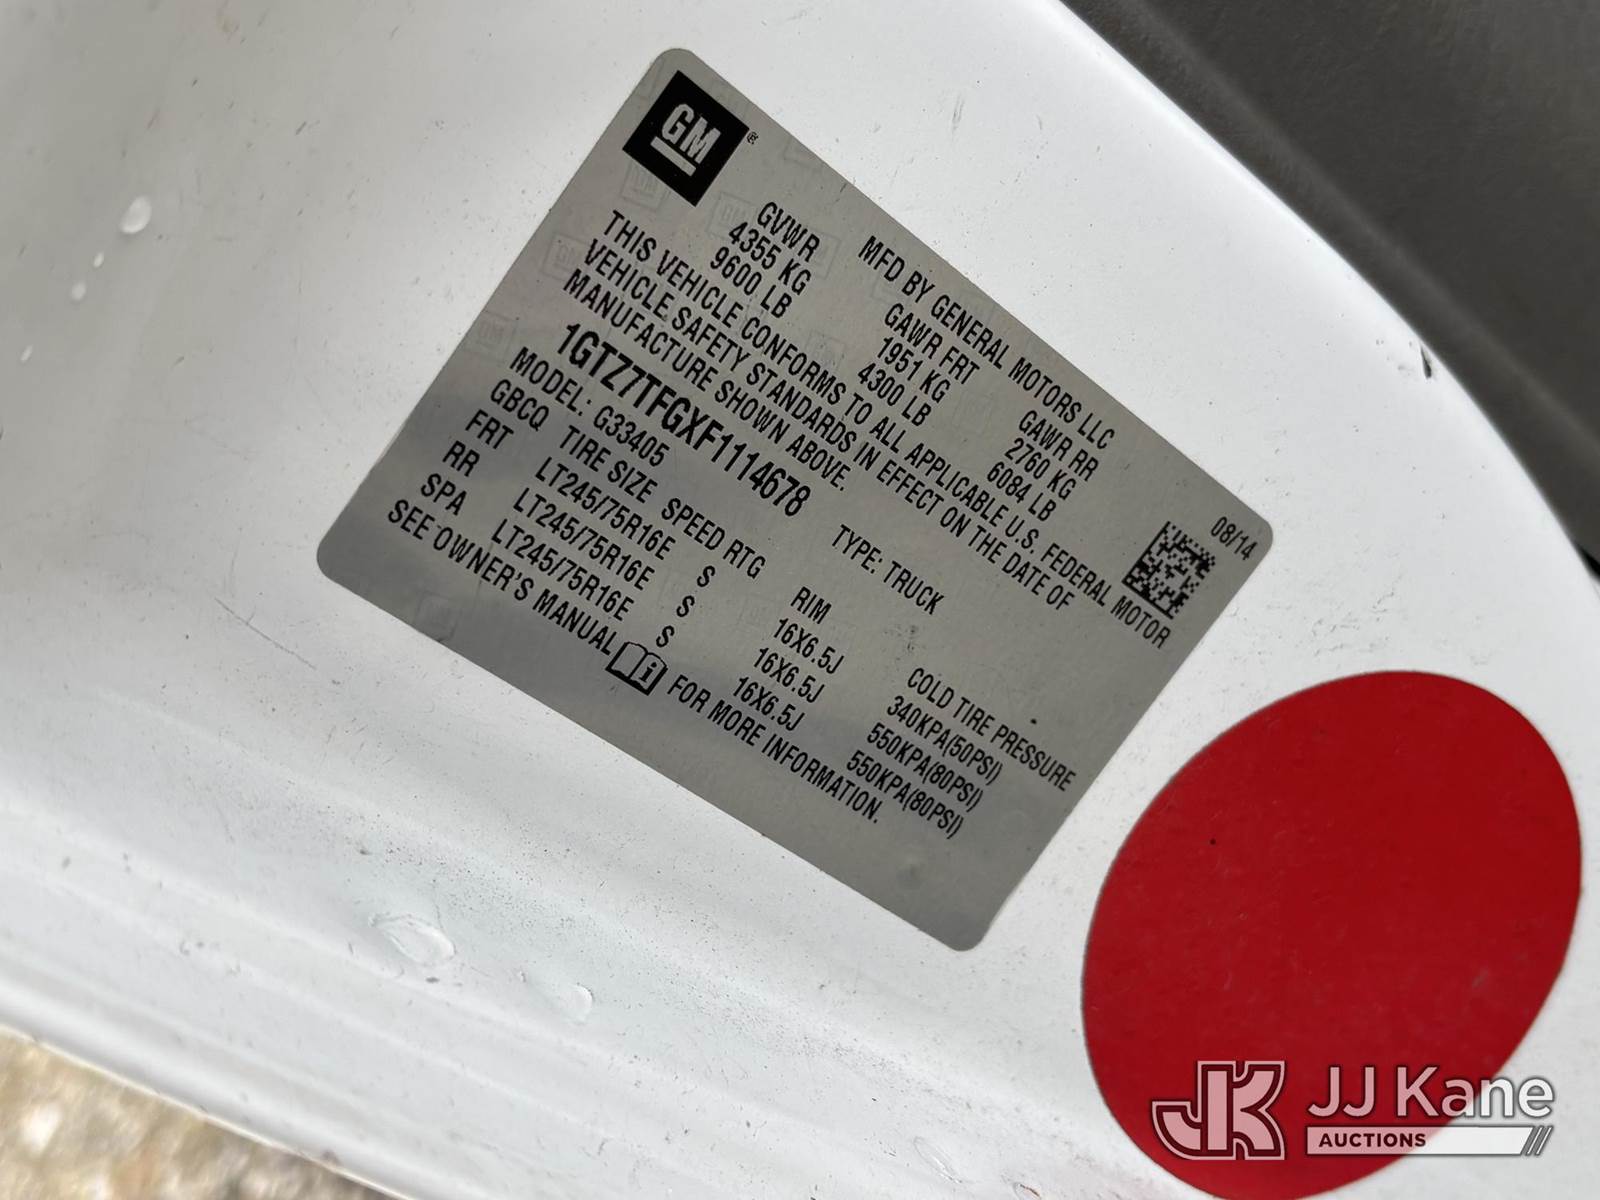 GM®
MFD BY GENERAL MOTORS LLC 08/14
GVWR GAWR FRT GAWR RR
4355 KG 1951 KG 2760 KG
9600 LB 4300 LB 6084 LB
THIS VEHICLE CONFORMS TO ALL APPLICABLE U.S. FEDERAL MOTOR
VEHICLE SAFETY STANDARDS IN EFFECT ON THE DATE OF
MANUFACTURE SHOWN ABOVE.
1GTZ7TFGXF1114678 TYPE: TRUCK
MODEL: G33405
GBCQ TIRE SIZE SPEED RTG RIM COLD TIRE PRESSURE
FRT LT245/75R16E S 16X6.5J 340KPA(50PSI)
RR LT245/75R16E S 16X6.5J 550KPA(80PSI)
SPA LT245/75R16E S 16X6.5J 550KPA(80PSI)
SEE OWNER'S MANUAL FOR MORE INFORMATION.
JK JJ Kane
AUCTIONS